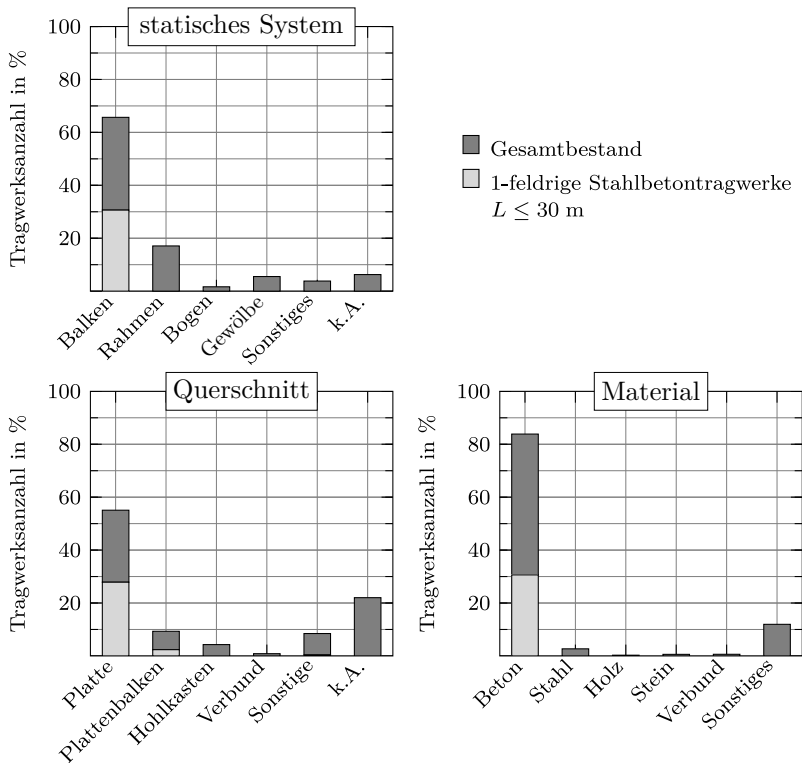 statisches System
Tragwerksanzahl in %
100
80
60
40
20
Balken
Rahmen
Bogen
Gewölbe
Sonstiges
k.A.
Gesamtbestand
1-feldrige Stahlbetontragwerke
L ≤ 30 m
Querschnitt
Tragwerksanzahl in %
100
80
60
40
20
Platte
Plattenbalken
Hohlkasten
Verbund
Sonstige
k.A.
Material
Tragwerksanzahl in %
100
80
60
40
20
Beton
Stahl
Holz
Stein
Verbund
Sonstiges